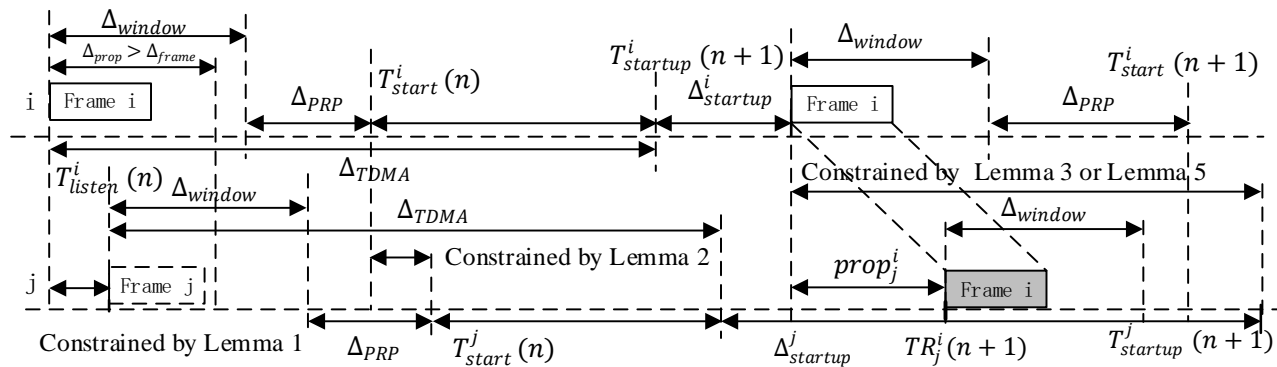 Δ_window
Δ_prop > Δ_frame
T^i_start (n)
T^i_startup (n + 1)
Δ_window
T^i_start (n + 1)
i
Frame i
Δ_PRP
Δ^i_startup
Frame i
Δ_PRP
T^i_listen (n)
Δ_TDMA
Constrained by Lemma 3 or Lemma 5
Δ_window
Δ_TDMA
Δ_window
Constrained by Lemma 2
prop^i_j
j
Frame j
Frame i
Constrained by Lemma 1
Δ_PRP
T^j_start (n)
Δ^j_startup
TR^i_j (n + 1)
T^j_startup (n + 1)